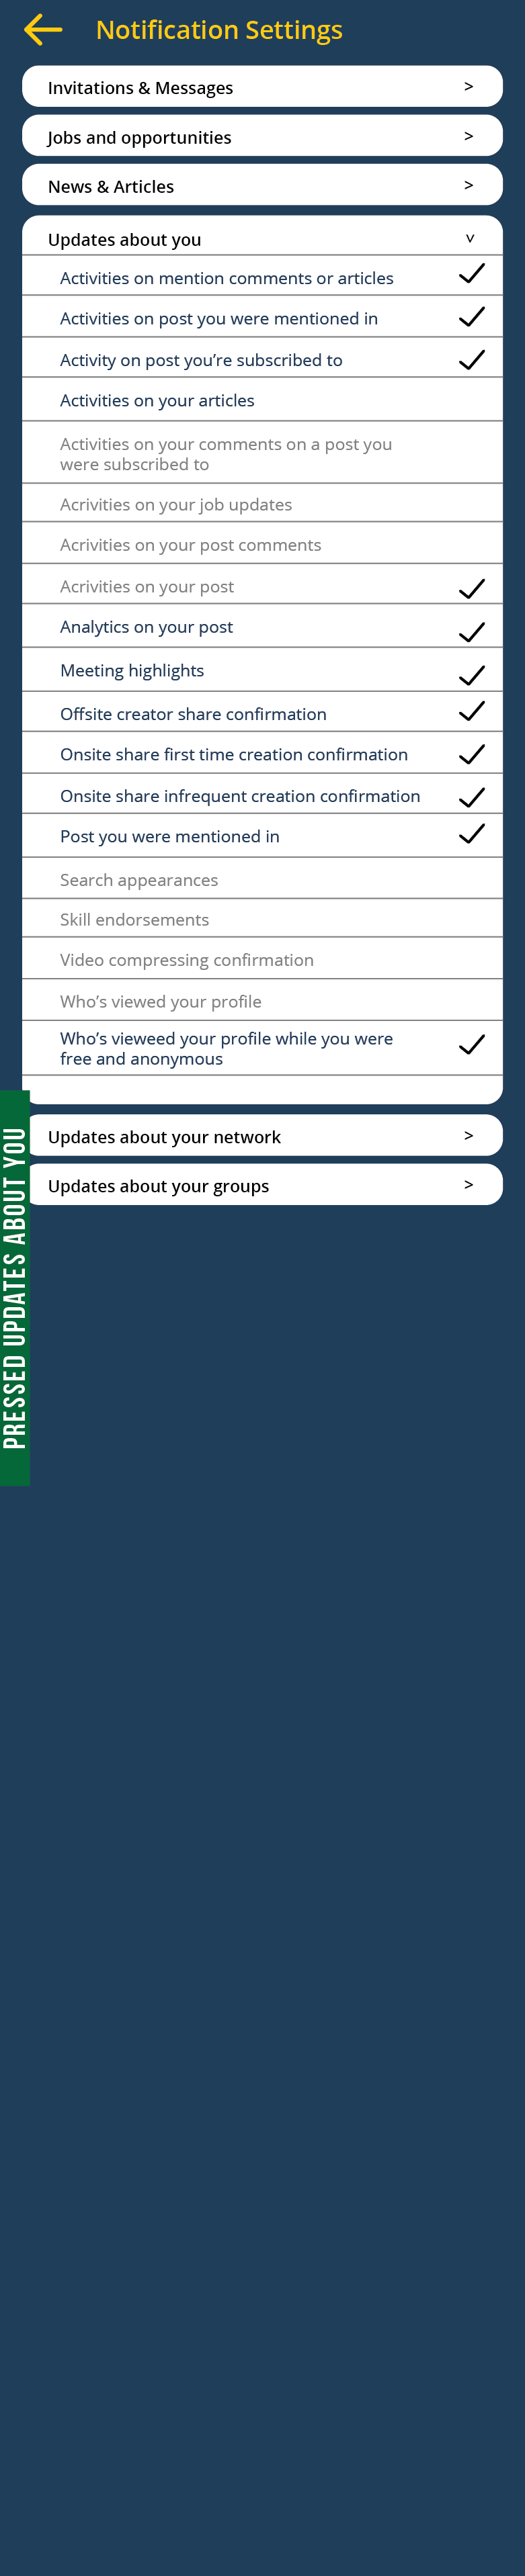 Notification Settings
Invitations & Messages >
Jobs and opportunities >
News & Articles >
Updates about you >
Activities on mention comments or articles
Activities on post you were mentioned in
Activity on post you’re subscribed to
Activities on your articles
Activities on your comments on a post you
were subscribed to
Acrivities on your job updates
Acrivities on your post comments
Acrivities on your post
Analytics on your post
Meeting highlights
Offsite creator share confirmation
Onsite share first time creation confirmation
Onsite share infrequent creation confirmation
Post you were mentioned in
Search appearances
Skill endorsements
Video compressing confirmation
Who’s viewed your profile
Who’s vieweed your profile while you were
free and anonymous
Updates about your network >
Updates about your groups >
PRESSED UPDATES ABOUT YOU